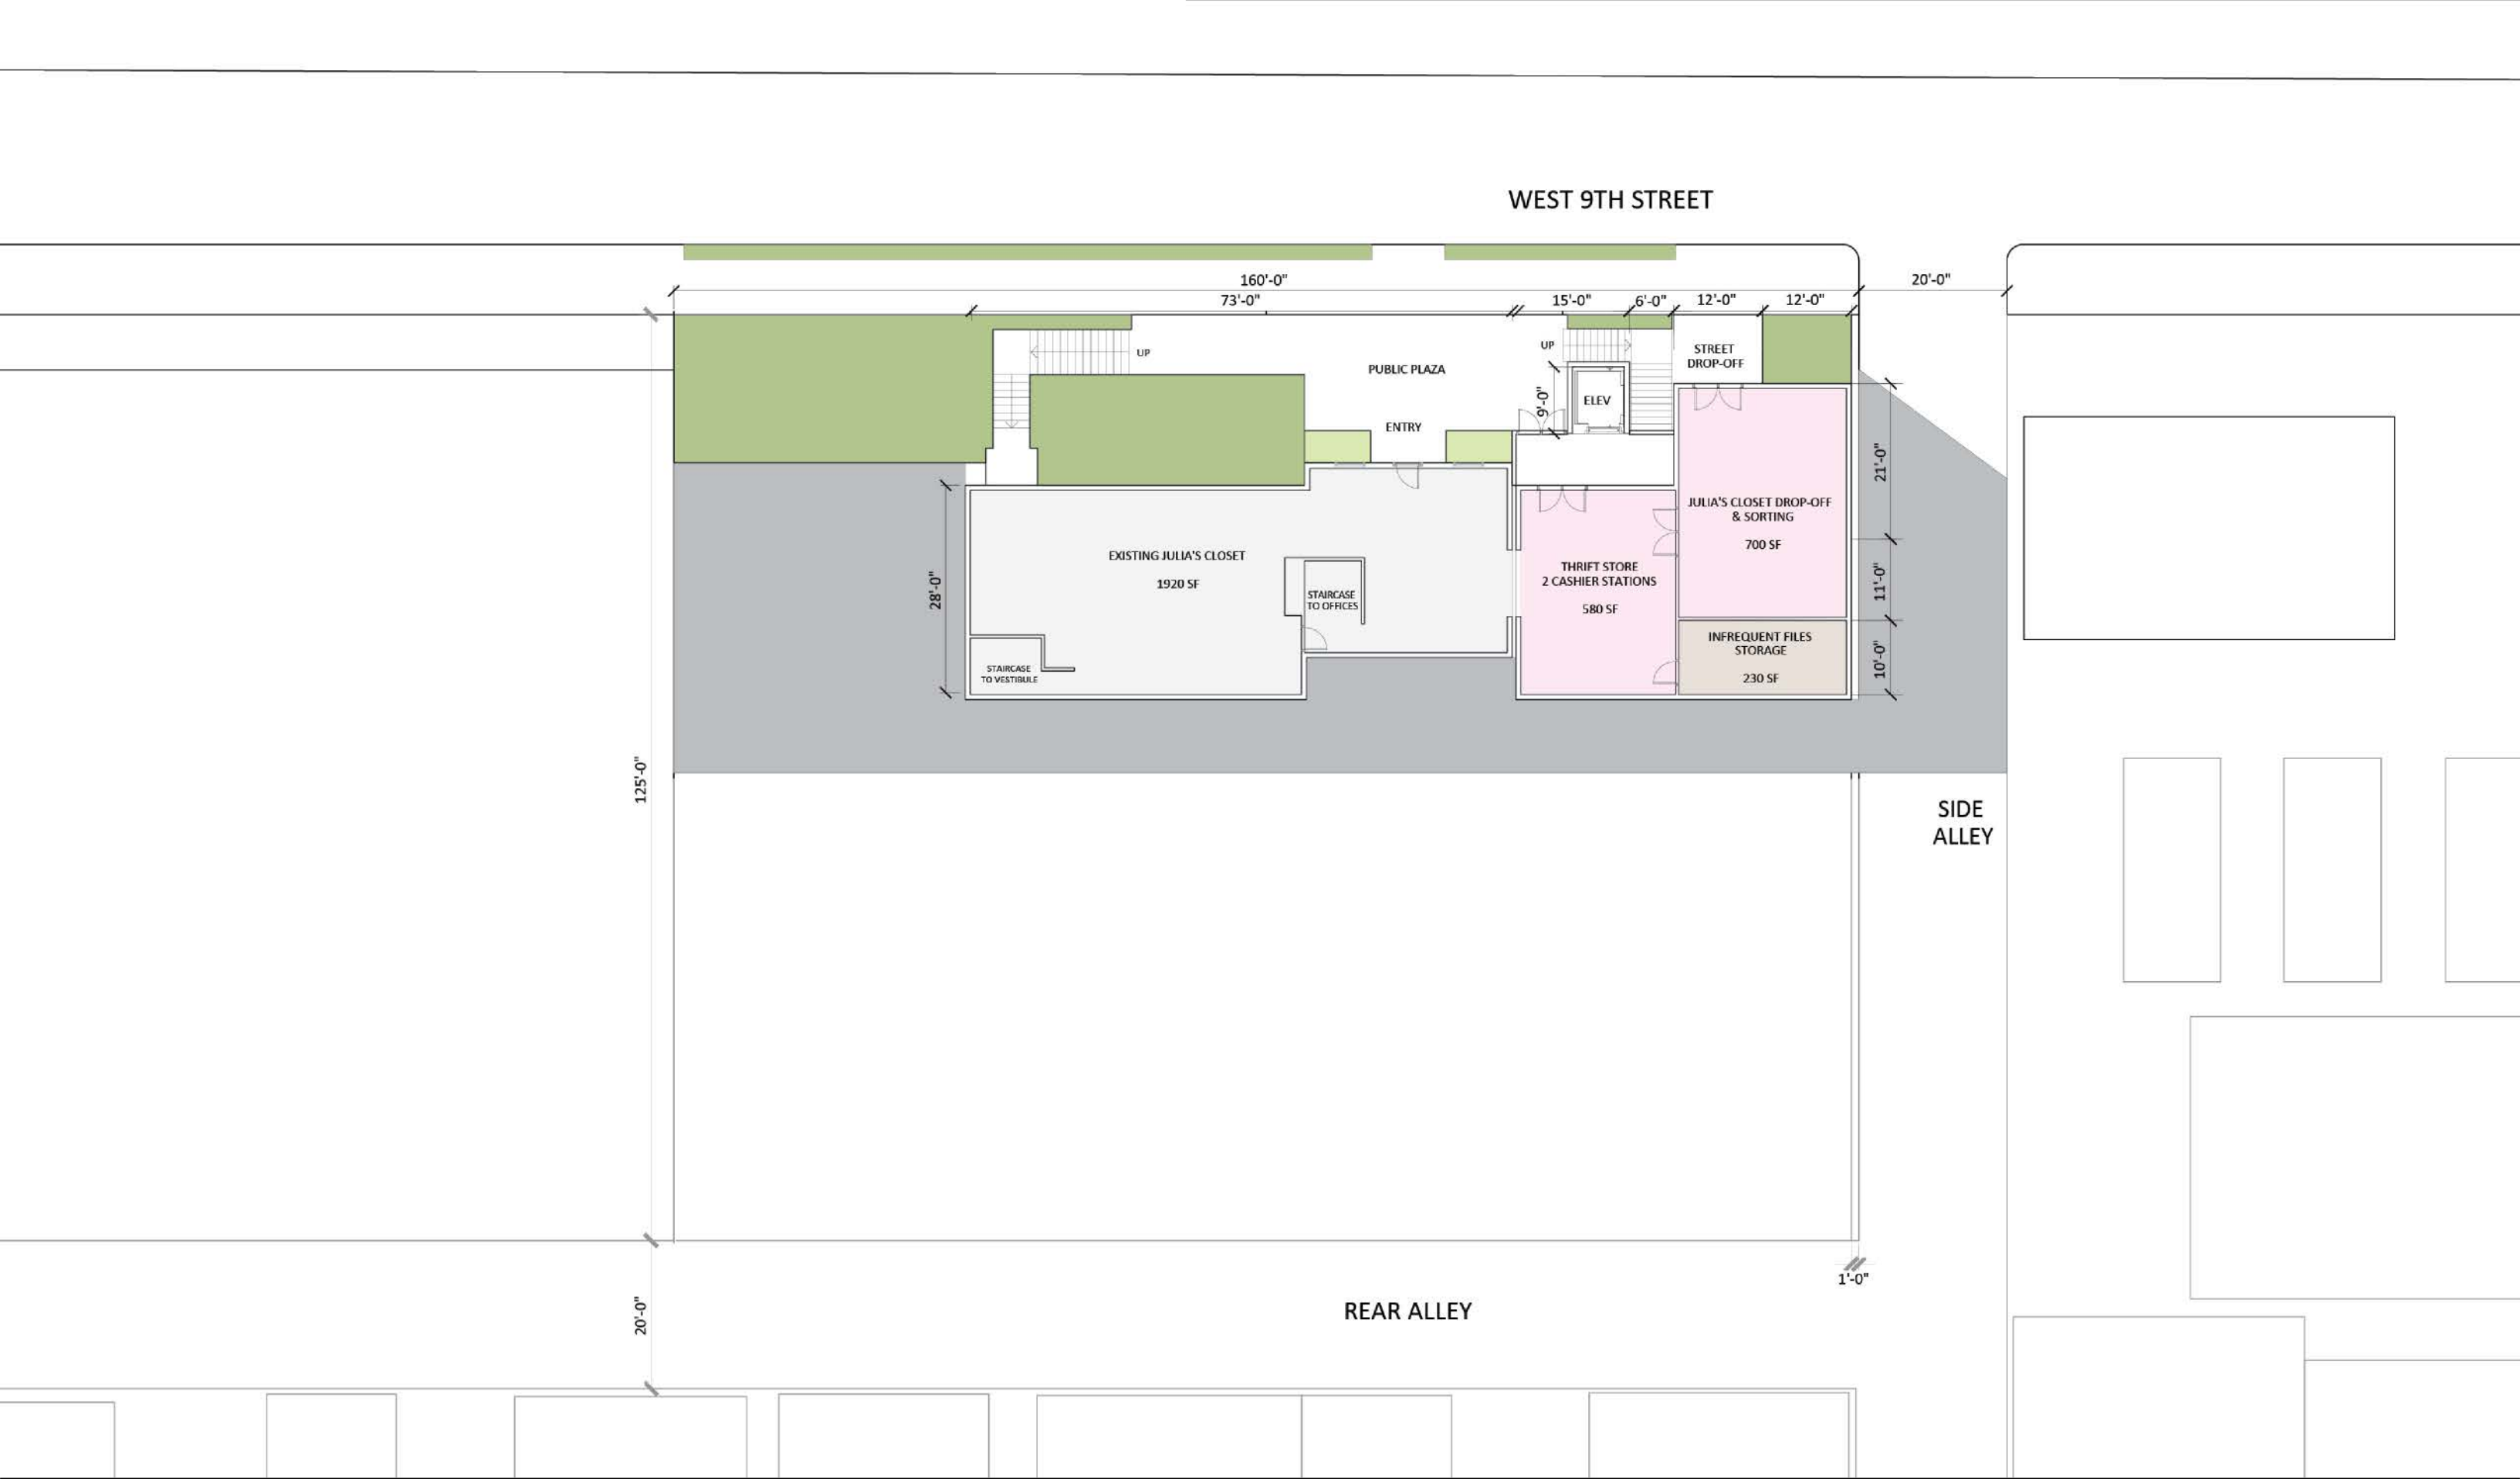 WEST 9TH STREET
160'-0"
20'-0"
73'-0"
15'-0"
6'-0"
12'-0"
12'-0"
UP
UP
STREET
DROP-OFF
PUBLIC PLAZA
9'-0"
ELEV
ENTRY
21'-0"
JULIA'S CLOSET DROP-OFF
& SORTING
700 SF
EXISTING JULIA'S CLOSET
1920 SF
28'-0"
THRIFT STORE
2 CASHIER STATIONS
580 SF
11'-0"
STAIRCASE
TO OFFICES
INFREQUENT FILES
STORAGE
230 SF
10'-0"
STAIRCASE
TO VESTIBULE
125'-0"
SIDE
ALLEY
1'-0"
REAR ALLEY
20'-0"